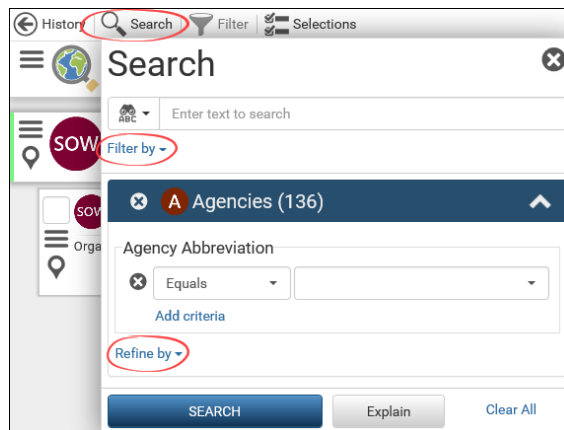 History Search Filter Selections
Search
ABC Enter text to search
SOW
Filter by
A Agencies (136)
SOW
Orga
Agency Abbreviation
Equals
Add criteria
Refine by
SEARCH Explain Clear All